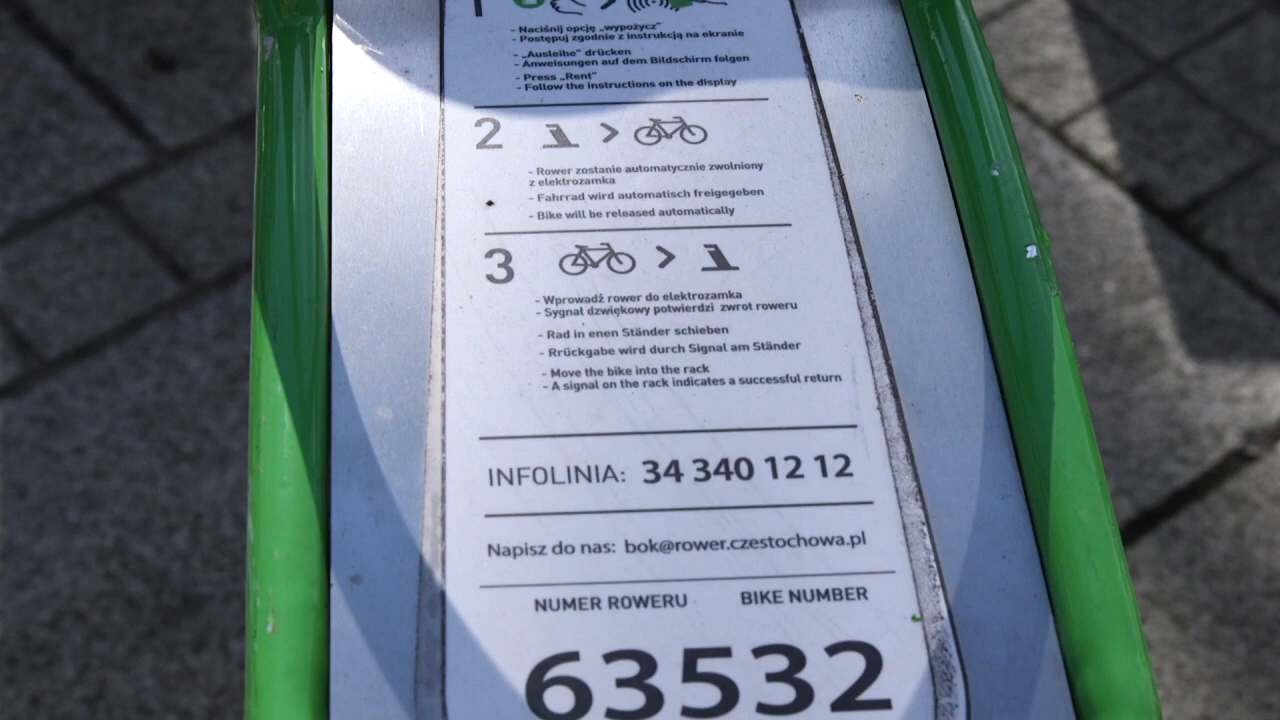 - Naciśnij opcję „wypożycz"
- Postępuj zgodnie z instrukcją na ekranie
- „Ausleihe" drücken
- Anweisungen auf dem Bildschirm folgen
- Press „Rent"
- Follow the instructions on the display
2
- Rower zostanie automatycznie zwolniony
z elektrozamka
- Fahrrad wird automatisch freigegeben
- Bike will be released automatically
3
- Wprowadź rower do elektrozamka
- Sygnał dzwiękowy potwierdzi zwrot roweru
- Rad in enen Ständer schieben
- Rrückgabe wird durch Signal am Ständer
- Move the bike into the rack
- A signal on the rack indicates a successful return
INFOLINIA: 34 340 12 12
Napisz do nas: bok@rower.czestochowa.pl
NUMER ROWERU BIKE NUMBER
63532